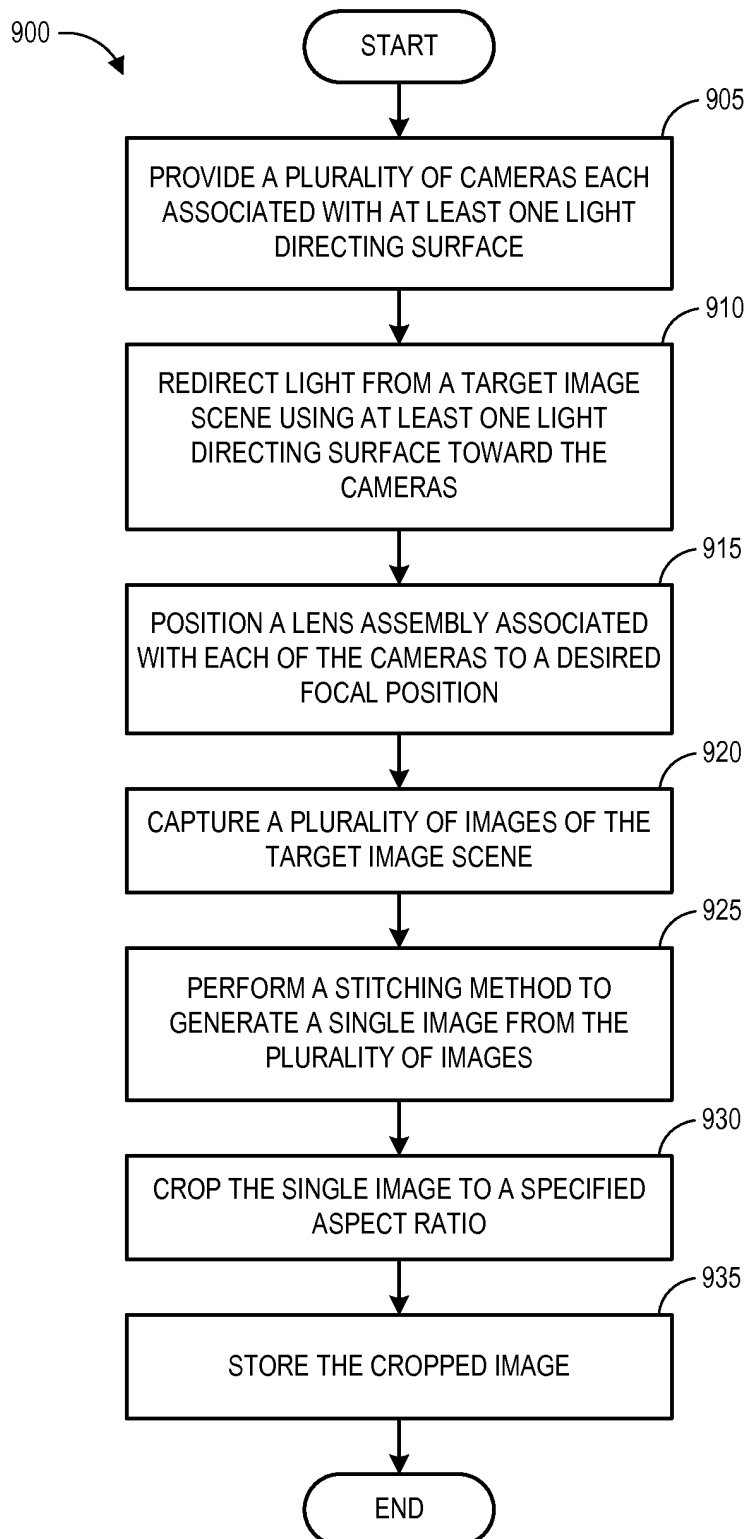 900
START
905
PROVIDE A PLURALITY OF CAMERAS EACH
ASSOCIATED WITH AT LEAST ONE LIGHT
DIRECTING SURFACE
910
REDIRECT LIGHT FROM A TARGET IMAGE
SCENE USING AT LEAST ONE LIGHT
DIRECTING SURFACE TOWARD THE
CAMERAS
915
POSITION A LENS ASSEMBLY ASSOCIATED
WITH EACH OF THE CAMERAS TO A DESIRED
FOCAL POSITION
920
CAPTURE A PLURALITY OF IMAGES OF THE
TARGET IMAGE SCENE
925
PERFORM A STITCHING METHOD TO
GENERATE A SINGLE IMAGE FROM THE
PLURALITY OF IMAGES
930
CROP THE SINGLE IMAGE TO A SPECIFIED
ASPECT RATIO
935
STORE THE CROPPED IMAGE
END